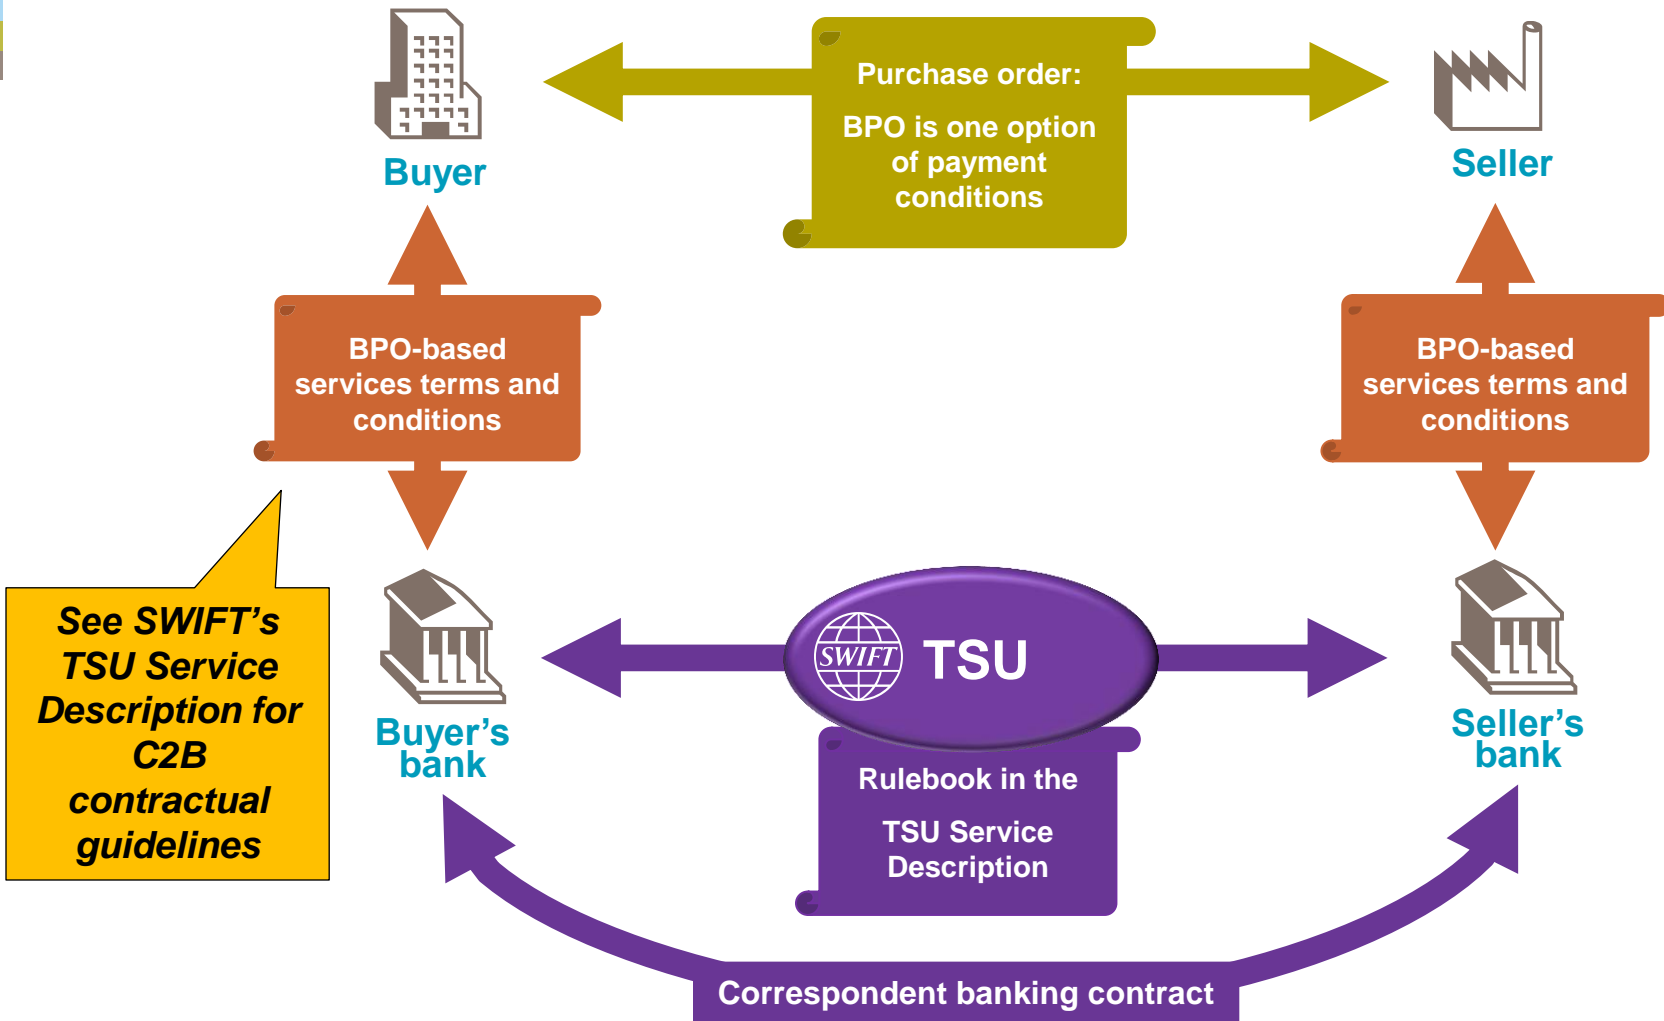 Purchase order:
BPO is one option
of payment
conditions
Buyer
Seller
BPO-based
services terms and
conditions
BPO-based
services terms and
conditions
See SWIFT’s
TSU Service
Description for
C2B
contractual
guidelines
SWIFT
TSU
Buyer’s
bank
Seller’s
bank
Rulebook in the
TSU Service
Description
Correspondent banking contract